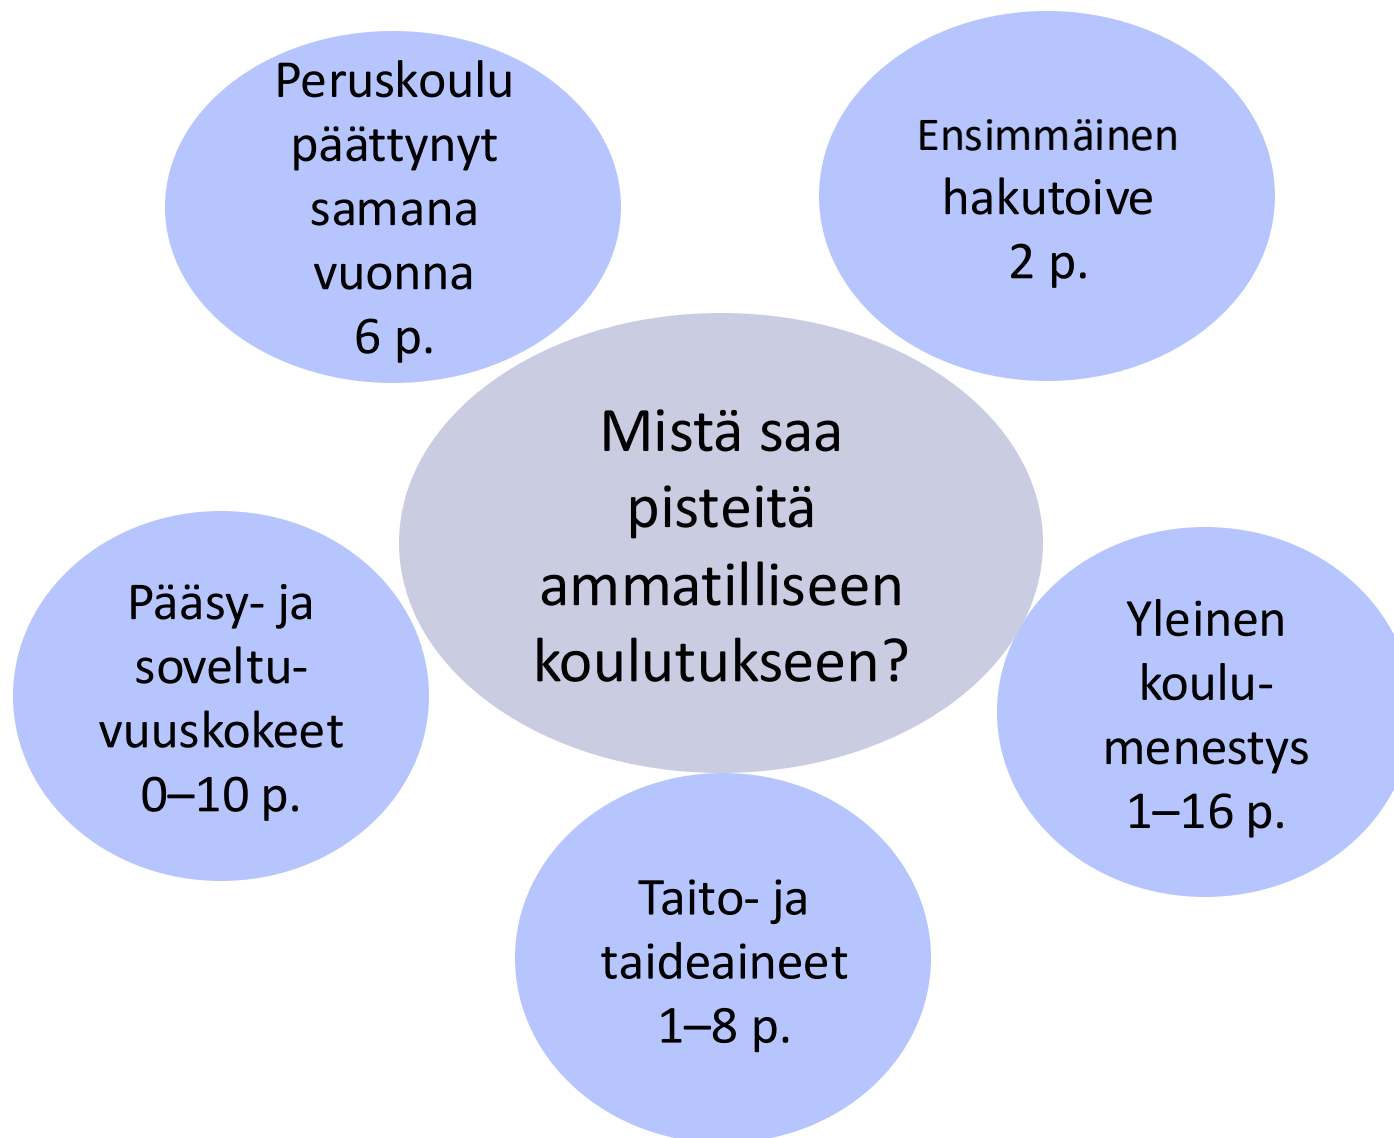 Peruskoulu
päättynyt
samana
vuonna
6 p.
Ensimmäinen
hakutoive
2 p.
Mistä saa
pisteitä
ammatilliseen
koulutukseen?
Pääsy- ja
soveltu-
vuuskokeet
0–10 p.
Yleinen
koulu-
menestys
1–16 p.
Taito- ja
taideaineet
1–8 p.